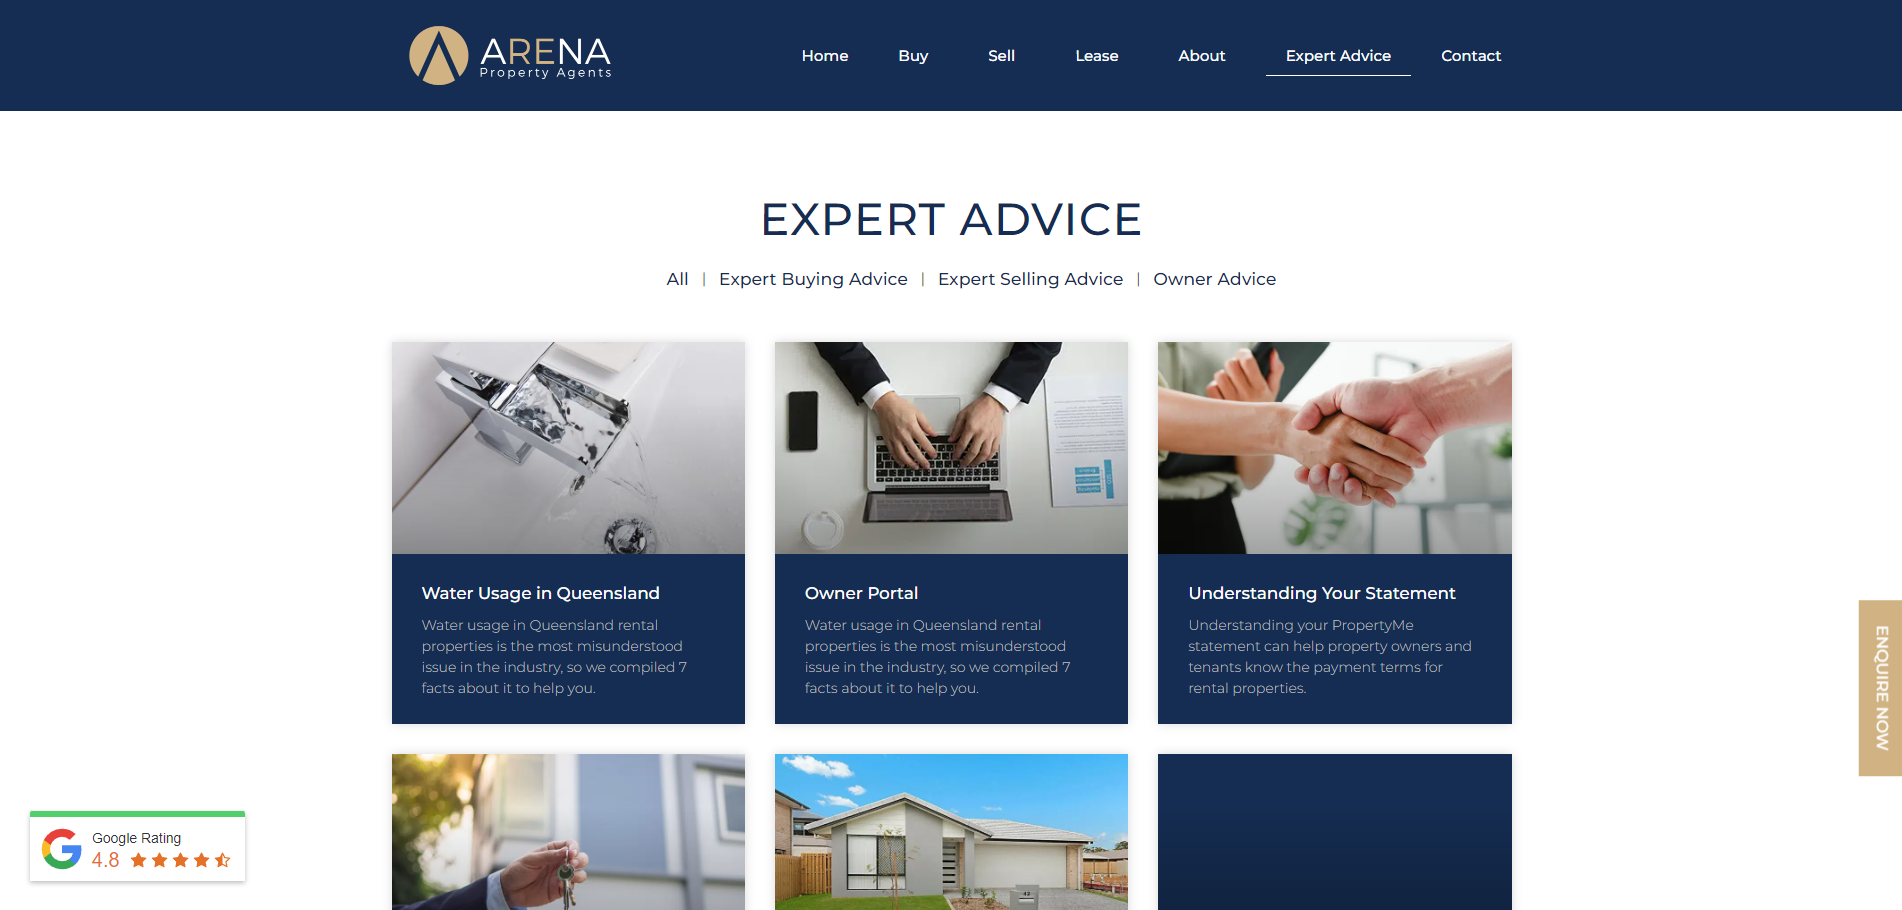 ARENA
Property Agents
Home Buy Sell Lease About Expert Advice Contact
EXPERT ADVICE
All | Expert Buying Advice | Expert Selling Advice | Owner Advice
Water Usage in Queensland
Water usage in Queensland rental
properties is the most misunderstood
issue in the industry, so we compiled 7
facts about it to help you.
Owner Portal
Water usage in Queensland rental
properties is the most misunderstood
issue in the industry, so we compiled 7
facts about it to help you.
Understanding Your Statement
Understanding your PropertyMe
statement can help property owners and
tenants know the payment terms for
rental properties.
ENQUIRE NOW
Google Rating
4.8